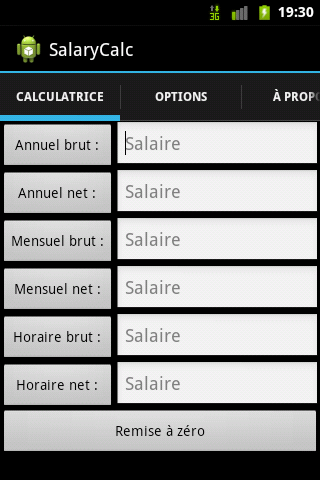 3G 19:30
SalaryCalc
CALCULATRICE OPTIONS À PROPO
Annuel brut : Salaire
Annuel net : Salaire
Mensuel brut : Salaire
Mensuel net : Salaire
Horaire brut : Salaire
Horaire net : Salaire
Remise à zéro